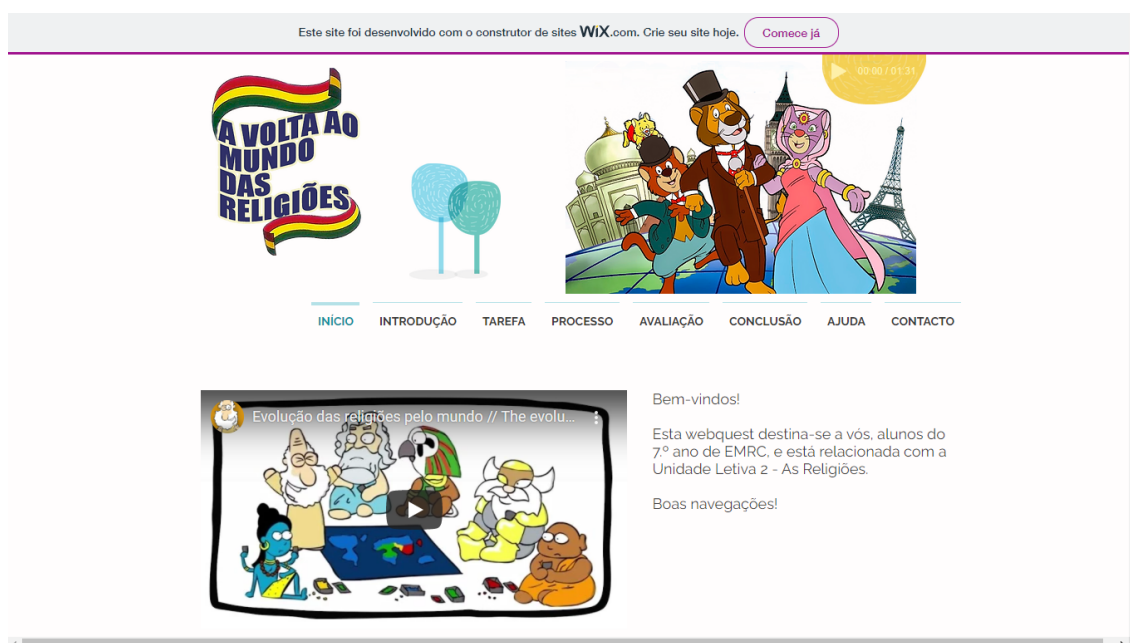 Este site foi desenvolvido com o construtor de sites WiX.com. Crie seu site hoje. Comece já
00:00 / 01:31
A VOLTA AO
MUNDO
DAS
RELIGIÕES
INÍCIO INTRODUÇÃO TAREFA PROCESSO AVALIAÇÃO CONCLUSÃO AJUDA CONTACTO
Evolução das religiões pelo mundo // The evolu...
Bem-vindos!
Esta webquest destina-se a vós, alunos do
7.º ano de EMRC, e está relacionada com a
Unidade Letiva 2 - As Religiões.
Boas navegações!